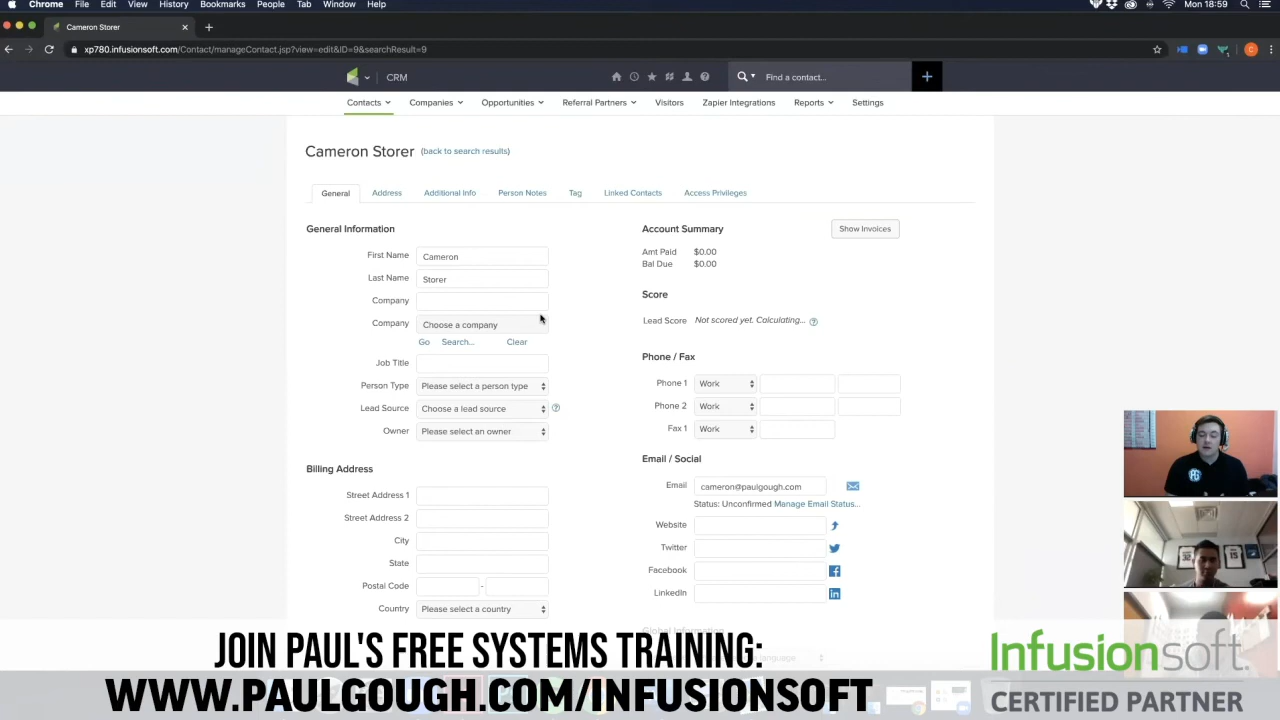 Chrome File Edit View History Bookmarks People Tab Window Help Mon 18:59
Cameron Storer
xp780.infusionsoft.com/Contact/manageContact.jsp?view=edit&ID=9&searchResult=9
CRM Find a contact...
Contacts Companies Opportunities Referral Partners Visitors Zapier Integrations Reports Settings
Cameron Storer (back to search results)
General Address Additional Info Person Notes Tag Linked Contacts Access Privileges
General Information
First Name Cameron
Last Name Storer
Company
Company Choose a company
Go Search... Clear
Job Title
Person Type Please select a person type
Lead Source Choose a lead source
Owner Please select an owner
Billing Address
Street Address 1
Street Address 2
City
State
Postal Code -
Country Please select a country
Account Summary Show Invoices
Amt Paid $0.00
Bal Due $0.00
Score
Lead Score Not scored yet. Calculating...
Phone / Fax
Phone 1 Work
Phone 2 Work
Fax 1 Work
Email / Social
Email cameron@paulgough.com
Status: Unconfirmed Manage Email Status...
Website
Twitter
Facebook
LinkedIn
Global Information
language
JOIN PAUL'S FREE SYSTEMS TRAINING:
WWW.PAULGOUGH.COM/INFUSIONSOFT
Infusionsoft.
CERTIFIED PARTNER